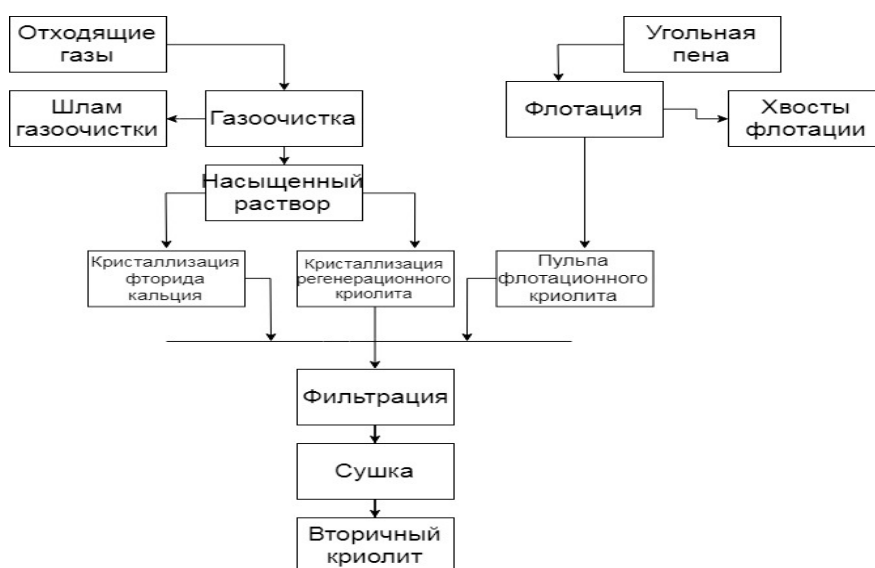 Отходящие
газы
Угольная
пена
Шлам
газоочистки
Газоочистка
Флотация
Хвосты
флотации
Насыщенный
раствор
Кристаллизация
фторида
кальция
Кристаллизация
регенерационного
криолита
Пульпа
флотационного
криолита
Фильтрация
Сушка
Вторичный
криолит